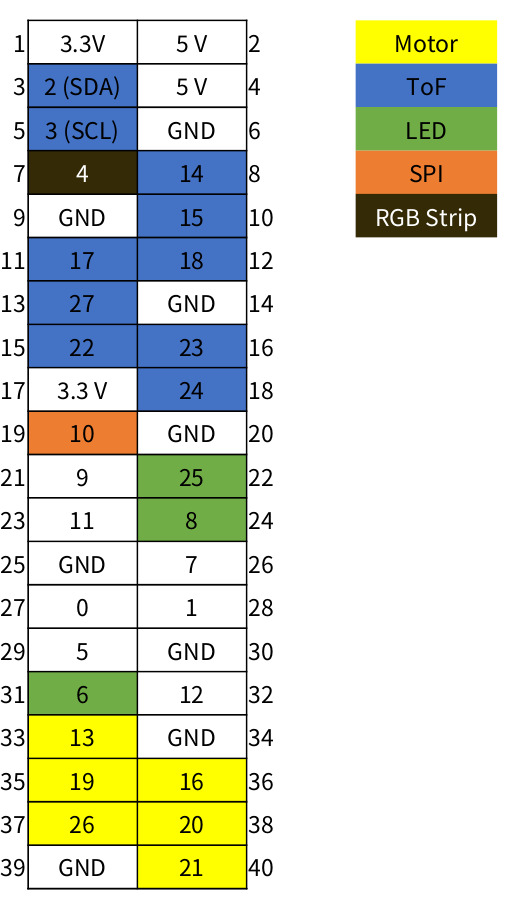 1 3.3V 5 V 2 Motor
3 2 (SDA) 5 V 4 ToF
5 3 (SCL) GND 6 LED
7 4 14 8 SPI
9 GND 15 10 RGB Strip
11 17 18 12
13 27 GND 14
15 22 23 16
17 3.3 V 24 18
19 10 GND 20
21 9 25 22
23 11 8 24
25 GND 7 26
27 0 1 28
29 5 GND 30
31 6 12 32
33 13 GND 34
35 19 16 36
37 26 20 38
39 GND 21 40